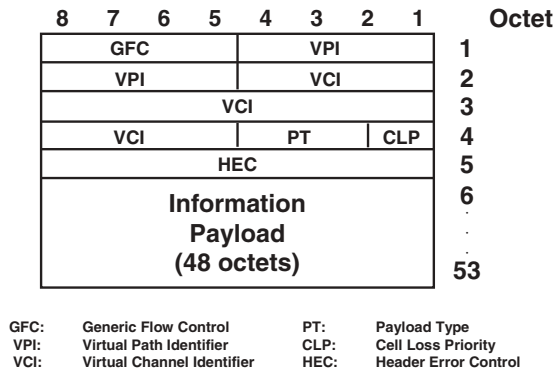 8 7 6 5 4 3 2 1 Octet
GFC VPI 1
VPI VCI 2
VCI 3
VCI PT CLP 4
HEC 5
Information 6
Payload .
(48 octets) .
. 53
GFC: Generic Flow Control PT: Payload Type
VPI: Virtual Path Identifier CLP: Cell Loss Priority
VCI: Virtual Channel Identifier HEC: Header Error Control